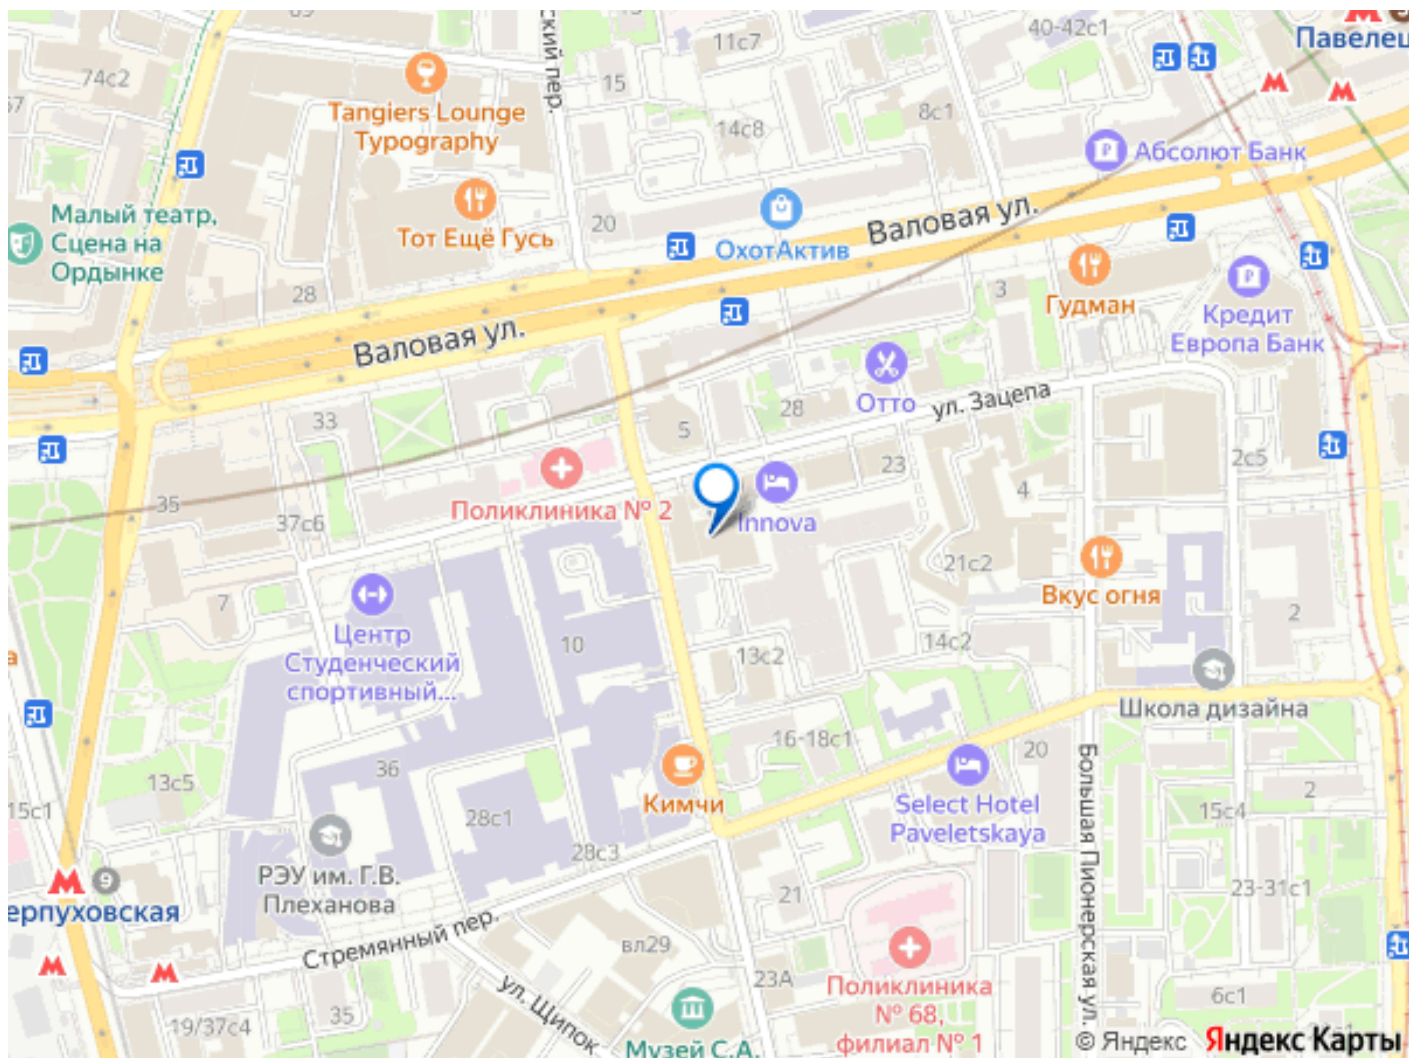 89
ский пер.
11с7
40-42с1
Павелец
74с2
67
15
Tangiers Lounge
Typography
14с8
8с1
Абсолют Банк
Малый театр,
Сцена на
Ордынке
Тот Ещё Гусь
20
ОхотАктив
Валовая ул.
28
3
Гудман
Кредит
Европа Банк
Валовая ул.
Отто
ул. Зацепа
33
5
28
23
2с5
35
37с6
Поликлиника № 2
Innova
4
21с2
Вкус огня
7
Центр
Студенческий
спортивный...
10
13с2
14с2
2
а
Школа дизайна
16-18с1
20
36
13с5
15с1
Кимчи
Select Hotel
Paveletskaya
Большая Пионерская ул.
2
15с4
28с1
28с3
РЭУ им. Г.В.
Плеханова
9
ерпуховская
21
23-31с1
Стремянный пер.
вл29
23А
Поликлиника
№ 68,
филиал № 1
ул. Щипок
19/37с4
35
6с1
Музей С.А.
© Яндекс Яндекс Карты